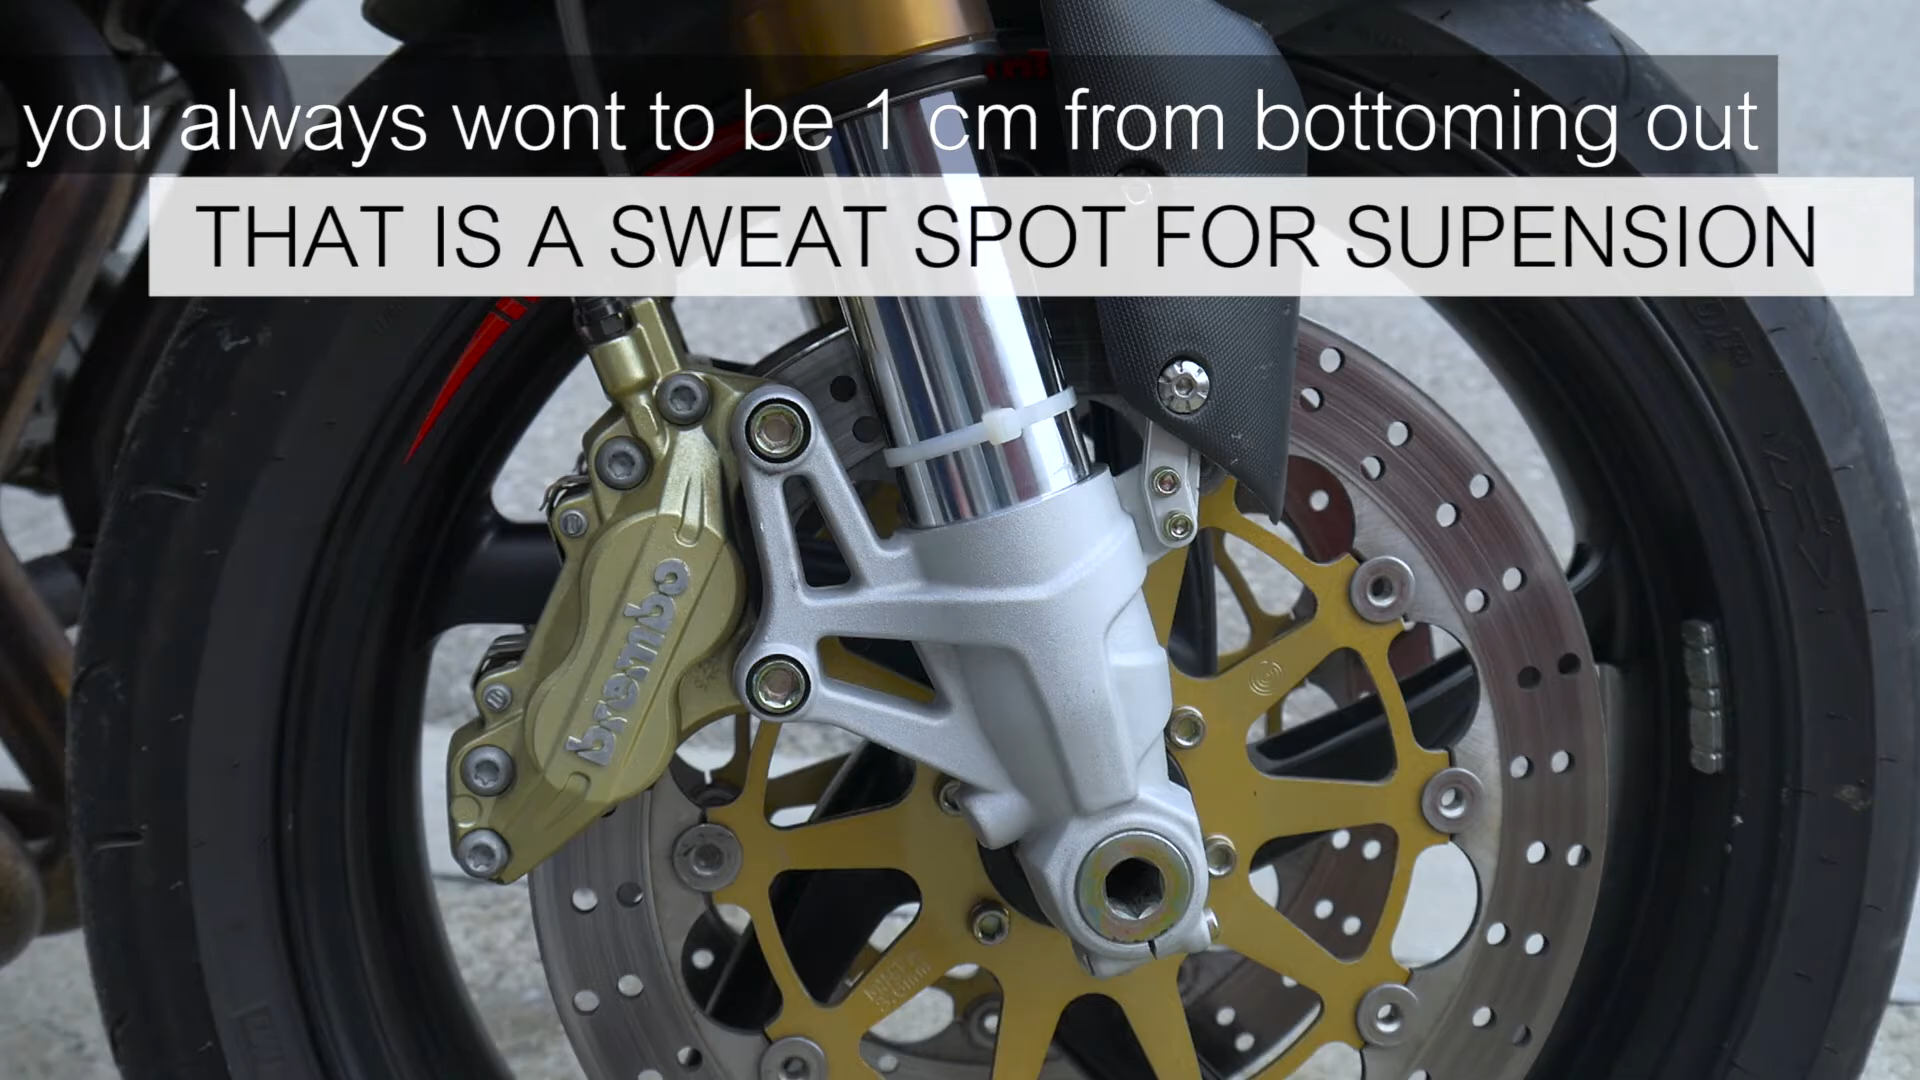 you always wont to be 1 cm from bottoming out
THAT IS A SWEAT SPOT FOR SUPENSION
brembo